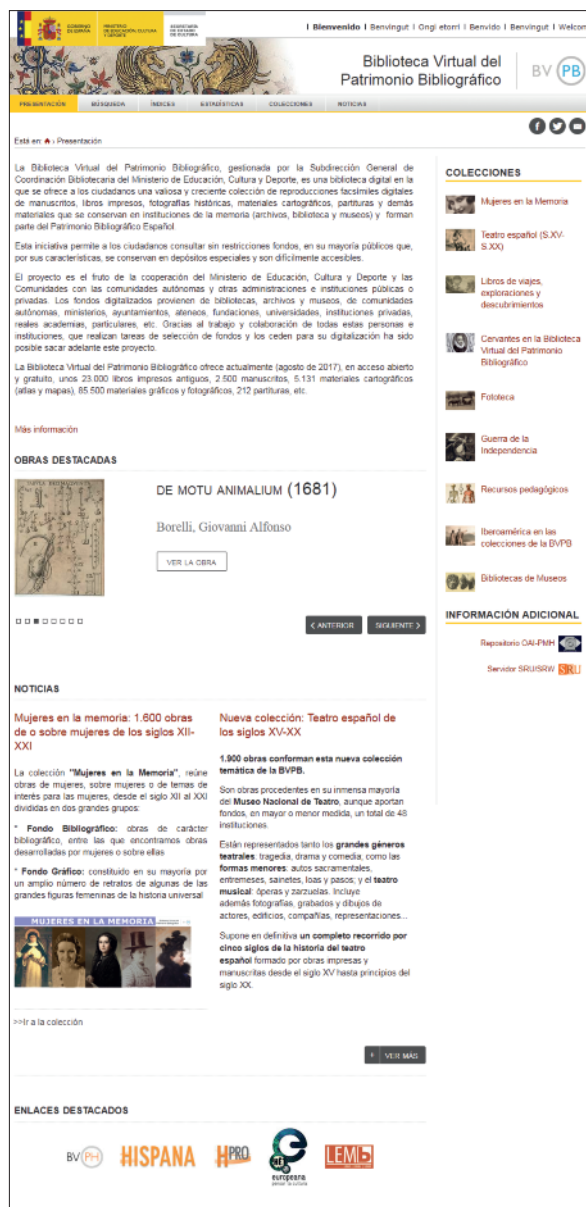 GOBIERNO
DE ESPAÑA
MINISTERIO
DE EDUCACIÓN, CULTURA
Y DEPORTE
SECRETARÍA
DE ESTADO
DE CULTURA
| Bienvenido | Benvingut | Ongi etorri | Benvido | Benvingut | Welcom
Biblioteca Virtual del
Patrimonio Bibliográfico
BV PB
PRESENTACIÓN BÚSQUEDA ÍNDICES ESTADÍSTICAS COLECCIONES NOTICIAS
Está en: › Presentación
La Biblioteca Virtual del Patrimonio Bibliográfico, gestionada por la Subdirección General de
Coordinación Bibliotecaria del Ministerio de Educación, Cultura y Deporte, es una biblioteca digital en la
que se ofrece a los ciudadanos una valiosa y creciente colección de reproducciones facsímiles digitales
de manuscritos, libros impresos, fotografías históricas, materiales cartográficos, partituras y demás
materiales que se conservan en instituciones de la memoria (archivos, biblioteca y museos) y forman
parte del Patrimonio Bibliográfico Español.
Esta iniciativa permite a los ciudadanos consultar sin restricciones fondos, en su mayoría públicos que,
por sus características, se conservan en depósitos especiales y son difícilmente accesibles.
El proyecto es el fruto de la cooperación del Ministerio de Educación, Cultura y Deporte y las
Comunidades con las comunidades autónomas y otras administraciones e instituciones públicas o
privadas. Los fondos digitalizados provienen de bibliotecas, archivos y museos, de comunidades
autónomas, ministerios, ayuntamientos, ateneos, fundaciones, universidades, instituciones privadas,
reales academias, particulares, etc. Gracias al trabajo y colaboración de todas estas personas e
instituciones, que realizan tareas de selección de fondos y los ceden para su digitalización ha sido
posible sacar adelante este proyecto.
La Biblioteca Virtual del Patrimonio Bibliográfico ofrece actualmente (agosto de 2017), en acceso abierto
y gratuito, unos 23.000 libros impresos antiguos, 2.500 manuscritos, 5.131 materiales cartográficos
(atlas y mapas), 85.500 materiales gráficos y fotográficos, 212 partituras, etc.
Más información
OBRAS DESTACADAS
DE MOTU ANIMALIUM (1681)
Borelli, Giovanni Alfonso
VER LA OBRA
ANTERIOR SIGUIENTE
NOTICIAS
Mujeres en la memoria: 1.600 obras
de o sobre mujeres de los siglos XII-
XXI
La colección "Mujeres en la Memoria", reúne
obras de mujeres, sobre mujeres o de temas de
interés para las mujeres, desde el siglo XII al XXI
divididas en dos grandes grupos:
* Fondo Bibliográfico: obras de carácter
bibliográfico, entre las que encontramos obras
desarrolladas por mujeres o sobre ellas
* Fondo Gráfico: constituido en su mayoría por
un amplio número de retratos de algunas de las
grandes figuras femeninas de la historia universal
MUJERES EN LA MEMORIA
>>Ir a la colección
Nueva colección: Teatro español de
los siglos XV-XX
1.900 obras conforman esta nueva colección
temática de la BVPB.
Son obras procedentes en su inmensa mayoría
del Museo Nacional de Teatro, aunque aportan
fondos, en mayor o menor medida, un total de 48
instituciones.
Están representados tanto los grandes géneros
teatrales: tragedia, drama y comedia, como las
formas menores: autos sacramentales,
entremeses, sainetes, loas y pasos; y el teatro
musical: óperas y zarzuelas. Incluye
además fotografías, grabados y dibujos de
actores, edificios, compañías, representaciones...
Supone en definitiva un completo recorrido por
cinco siglos de la historia del teatro
español formado por obras impresas y
manuscritas desde el siglo XV hasta principios del
siglo XX.
VER MÁS
ENLACES DESTACADOS
BV PH HISPANA HPRO europeana LEMb
pensar la cultura
COLECCIONES
Mujeres en la Memoria
Teatro español (S.XV-
S.XX)
Libros de viajes,
exploraciones y
descubrimientos
Cervantes en la Biblioteca
Virtual del Patrimonio
Bibliográfico
Fototeca
Guerra de la
Independencia
Recursos pedagógicos
Iberoamérica en las
colecciones de la BVPB
Bibliotecas de Museos
INFORMACIÓN ADICIONAL
Repositorio OAI-PMH
Servidor SRU/SRW SRU